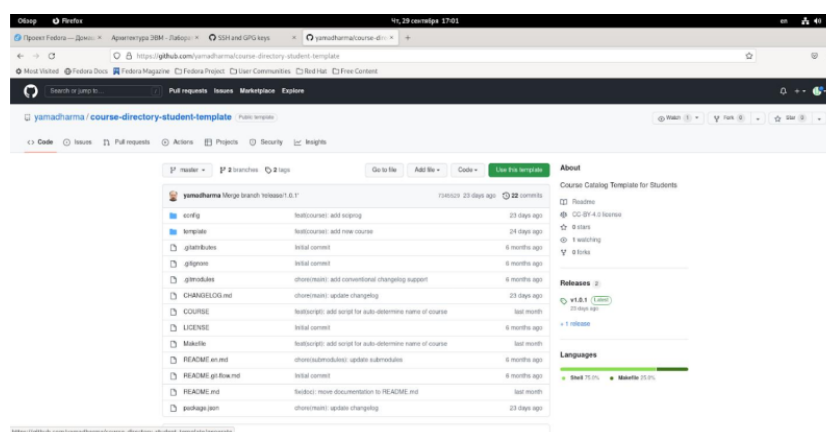 Обзор Firefox Чт, 29 сентября 17:01 en
Проект Fedora — Домаш Архитектура ЭВМ - Лабора SSH and GPG keys yamadharma/course-dire
https://github.com/yamadharma/course-directory-student-template
Most Visited Fedora Docs Fedora Magazine Fedora Project User Communities Red Hat Free Content
Search or jump to... Pull requests Issues Marketplace Explore
yamadharma / course-directory-student-template Public template Watch 1 Fork 0 Star 0
Code Issues Pull requests Actions Projects Security Insights
master 2 branches 2 tags Go to file Add file Code Use this template
About
Course Catalog Template for Students
Readme
CC-BY-4.0 license
0 stars
1 watching
0 forks
yamadharma Merge branch 'release/1.0.1' 23 days ago 22 commits
config feat(course): add sciprog 23 days ago
template feat(course): add new course 24 days ago
.gitattributes Initial commit 6 months ago
.gitignore Initial commit 6 months ago
.gitmodules chore(main): add conventional changelog support 6 months ago
CHANGELOG.md chore(main): update changelog 23 days ago
COURSE feat(script): add script for auto-determine name of course last month
LICENSE Initial commit 6 months ago
Makefile feat(script): add script for auto-determine name of course last month
README.en.md chore(submodules): update submodules 6 months ago
README.git-flow.md Initial commit 6 months ago
README.md fix(doc): move documentation to README.md last month
package.json chore(main): update changelog 23 days ago
Releases 2
v1.0.1 Latest
23 days ago
+ 1 release
Languages
Shell 75.0% Makefile 25.0%